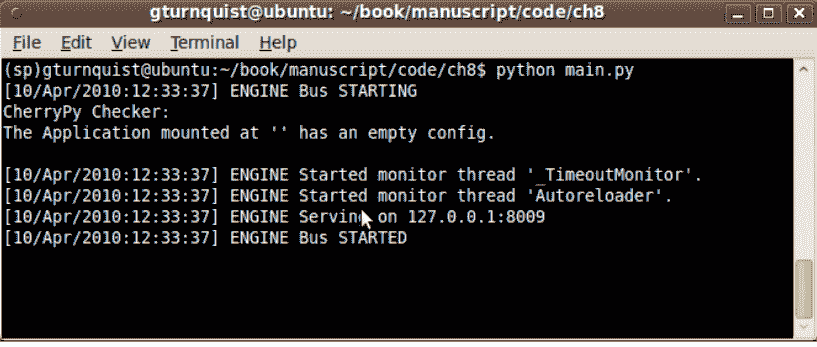 gturnquist@ubuntu: ~/book/manuscript/code/ch8
File Edit View Terminal Help
(sp)gturnquist@ubuntu:~/book/manuscript/code/ch8$ python main.py
[10/Apr/2010:12:33:37] ENGINE Bus STARTING
CherryPy Checker:
The Application mounted at '' has an empty config.
[10/Apr/2010:12:33:37] ENGINE Started monitor thread '_TimeoutMonitor'.
[10/Apr/2010:12:33:37] ENGINE Started monitor thread 'Autoreloader'.
[10/Apr/2010:12:33:37] ENGINE Serving on 127.0.0.1:8009
[10/Apr/2010:12:33:37] ENGINE Bus STARTED